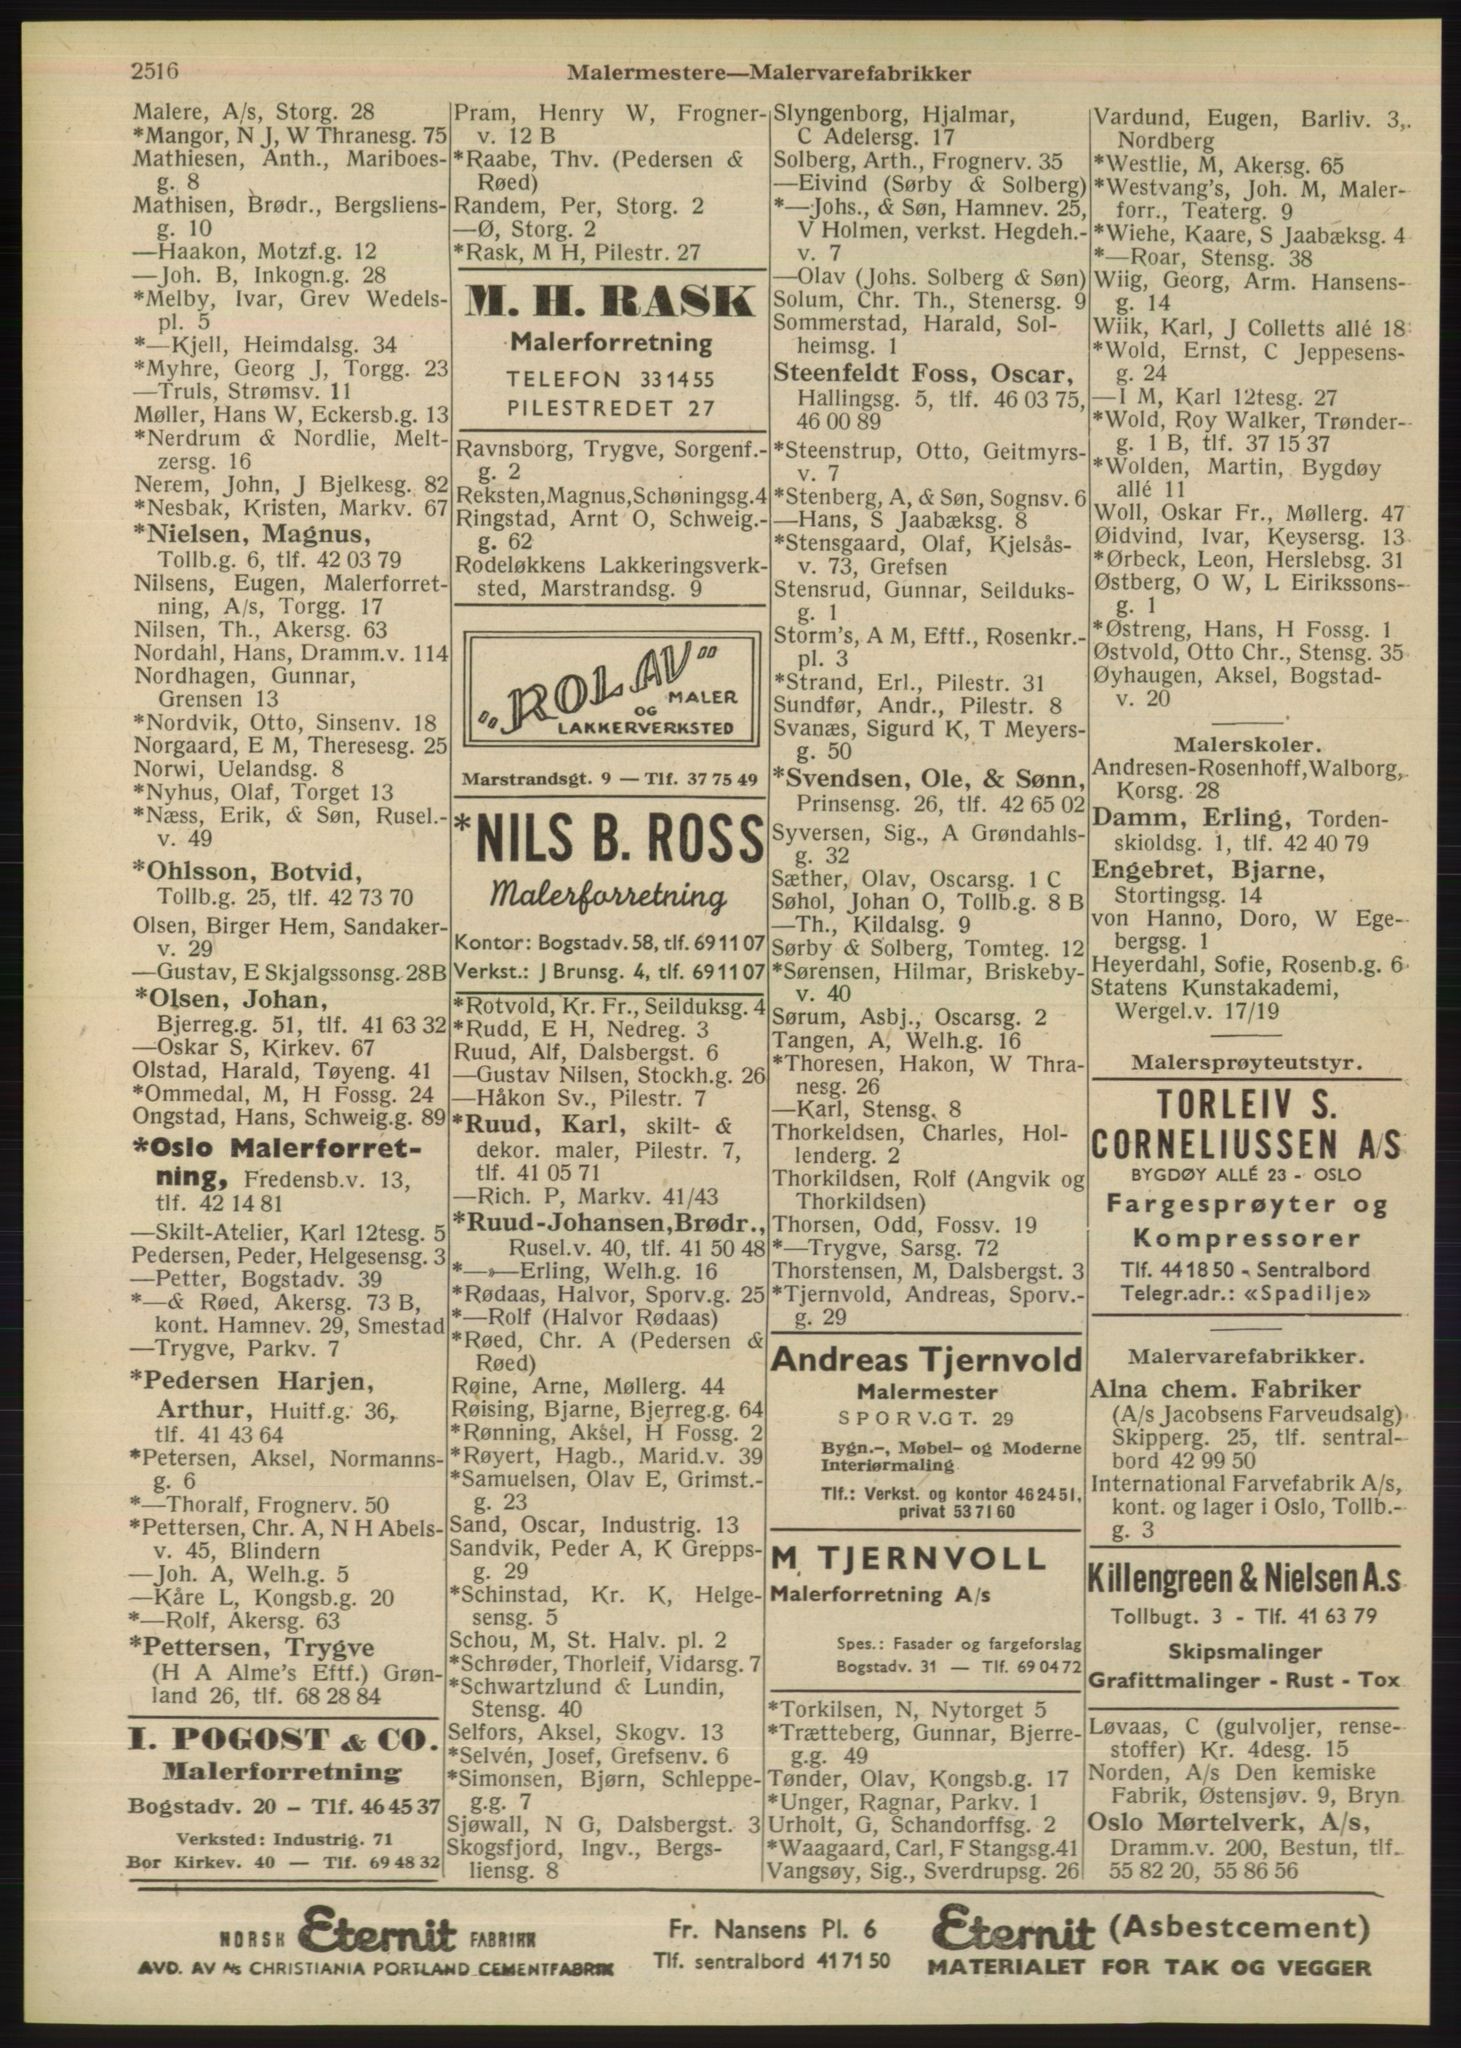 2516
Malermestere—Malervarefabrikker
Malere, A/s, Storg. 28
*Mangor, N J, W Thranesg. 75
Mathiesen, Anth., Mariboes-
g. 8
Mathisen, Brødr., Bergsliens-
g. 10
—Haakon, Motzf.g. 12
—Joh. B, Inkogn.g. 28
*Melby, Ivar, Grev Wedels-
pl. 5
*—Kjell, Heimdalsg. 34
*Myhre, Georg J, Torgg. 23
—Truls, Strømsv. 11
Møller, Hans W, Eckersb.g. 13
*Nerdrum & Nordlie, Melt-
zersg. 16
Nerem, John, J Bjelkesg. 82
*Nesbak, Kristen, Markv. 67
*Nielsen, Magnus,
Tollb.g. 6, tlf. 42 03 79
Nilsens, Eugen, Malerforret-
ning, A/s, Torgg. 17
Nilsen, Th., Akersg. 63
Nordahl, Hans, Dramm.v. 114
Nordhagen, Gunnar,
Grensen 13
*Nordvik, Otto, Sinsenv. 18
Norgaard, E M, Theresesg. 25
Norwi, Uelandsg. 8
*Nyhus, Olaf, Torget 13
*Næss, Erik, & Søn, Rusel.-
v. 49
*Ohlsson, Botvid,
Tollb.g. 25, tlf. 42 73 70
Olsen, Birger Hem, Sandaker-
v. 29
—Gustav, E Skjalgssonsg. 28B
*Olsen, Johan,
Bjerreg.g. 51, tlf. 41 63 32
—Oskar S, Kirkev. 67
Olstad, Harald, Tøyeng. 41
*Ommedal, M, H Fossg. 24
Ongstad, Hans, Schweig.g. 89
*Oslo Malerforret-
ning, Fredensb.v. 13,
tlf. 42 14 81
—Skilt-Atelier, Karl 12tesg. 5
Pedersen, Peder, Helgesensg. 3
—Petter, Bogstadv. 39
*—& Røed, Akersg. 73 B,
kont. Hamnev. 29, Smestad
—Trygve, Parkv. 7
*Pedersen Harjen,
Arthur, Huitf.g. 36,
tlf. 41 43 64
*Petersen, Aksel, Normanns-
g. 6
*—Thoralf, Frognerv. 50
*Pettersen, Chr. A, N H Abels-
v. 45, Blindern
—Joh. A, Welh.g. 5
—Kåre L, Kongsb.g. 20
*—Rolf, Akersg. 63
*Pettersen, Trygve
(H A Alme's Eftf.) Grøn-
land 26, tlf. 68 28 84
I. POGOST & CO.
Malerforretning
Bogstadv. 20 – Tlf. 46 45 37
Verksted: Industrig. 71
Bor Kirkev. 40 — Tlf. 69 48 32
Pram, Henry W, Frogner-
v. 12 B
*Raabe, Thv. (Pedersen &
Røed)
Randem, Per, Storg. 2
—Ø, Storg. 2
*Rask, M H, Pilestr. 27
M. H. RASK
Malerforretning
TELEFON 33 14 55
PILESTREDET 27
Ravnsborg, Trygve, Sorgenf.-
g. 2
Reksten, Magnus, Schøningsg. 4
Ringstad, Arnt O, Schweig.-
g. 62
Rodeløkkens Lakkeringsverk-
sted, Marstrandsg. 9
"ROLAV"
MALER
OG
LAKKERVERKSTED
Marstrandsgt. 9 — Tlf. 37 75 49
*NILS B. ROSS
Malerforretning
Kontor: Bogstadv. 58, tlf. 69 11 07
Verkst.: J Brunsg. 4, tlf. 69 11 07
*Rotvold, Kr. Fr., Seilduksg. 4
*Rudd, E H, Nedreg. 3
Ruud, Alf, Dalsbergst. 6
—Gustav Nilsen, Stockh.g. 26
—Håkon Sv., Pilestr. 7
*Ruud, Karl, skilt- &
dekor. maler, Pilestr. 7,
tlf. 41 05 71
—Rich. P, Markv. 41/43
*Ruud-Johansen, Brødr.,
Rusel.v. 40, tlf. 41 50 48
*—»—Erling, Welh.g. 16
*Rødaas, Halvor, Sporv.g. 25
*—Rolf (Halvor Rødaas)
*Røed, Chr. A (Pedersen &
Røed)
Røine, Arne, Møllerg. 44
Røising, Bjarne, Bjerreg.g. 64
*Rønning, Aksel, H Fossg. 2
*Røyert, Hagb., Marid.v. 39
*Samuelsen, Olav E, Grimst.-
g. 23
Sand, Oscar, Industrig. 13
Sandvik, Peder A, K Grepps-
g. 29
*Schinstad, Kr. K, Helge-
sensg. 5
Schou, M, St. Halv. pl. 2
*Schrøder, Thorleif, Vidarsg. 7
*Schwartzlund & Lundin,
Stensg. 40
Selfors, Aksel, Skogv. 13
*Selvén, Josef, Grefsenv. 6
*Simonsen, Bjørn, Schleppe-
g.g. 7
Sjøwall, N G, Dalsbergst. 3
Skogsfjord, Ingv., Bergs-
liensg. 8
Slyngenborg, Hjalmar,
C Adelersg. 17
Solberg, Arth., Frognerv. 35
—Eivind (Sørby & Solberg)
*—Johs., & Søn, Hamnev. 25,
V Holmen, verkst. Hegdeh.-
v. 7
—Olav (Johs. Solberg & Søn)
Solum, Chr. Th., Stenersg. 9
Sommerstad, Harald, Sol-
heimsg. 1
Steenfeldt Foss, Oscar,
Hallingsg. 5, tlf. 46 03 75,
46 00 89
*Steenstrup, Otto, Geitmyrs-
v. 7
*Stenberg, A, & Søn, Sognsv. 6
—Hans, S Jaabæksg. 8
*Stensgaard, Olaf, Kjelsås-
v. 73, Grefsen
Stensrud, Gunnar, Seilduks-
g. 1
Storm's, A M, Eftf., Rosenkr.-
pl. 3
*Strand, Erl., Pilestr. 31
Sundfør, Andr., Pilestr. 8
Svanæs, Sigurd K, T Meyers-
g. 50
*Svendsen, Ole, & Sønn,
Prinsensg. 26, tlf. 42 65 02
Syversen, Sig., A Grøndahls-
g. 32
Sæther, Olav, Oscarsg. 1 C
Søhol, Johan O, Tollb.g. 8 B
—Th., Kildalsg. 9
Sørby & Solberg, Tomteg. 12
*Sørensen, Hilmar, Briskeby-
v. 40
Sørum, Asbj., Oscarsg. 2
Tangen, A, Welh.g. 16
*Thoresen, Hakon, W Thra-
nesg. 26
—Karl, Stensg. 8
Thorkeldsen, Charles, Hol-
lenderg. 2
Thorkildsen, Rolf (Angvik og
Thorkildsen)
Thorsen, Odd, Fossv. 19
*—Trygve, Sarsg. 72
Thorstensen, M, Dalsbergst. 3
*Tjernvold, Andreas, Sporv.-
g. 29
Andreas Tjernvold
Malermester
SPORV.GT. 29
Bygn.-, Møbel- og Moderne
Interiørmaling
Tlf.: Verkst. og kontor 46 24 51,
privat 53 71 60
M TJERNVOLL
Malerforretning A/s
Spes.: Fasader og fargeforslag
Bogstadv. 31 — Tlf. 69 04 72
*Torkilsen, N, Nytorget 5
*Trætteberg, Gunnar, Bjerre-
g.g. 49
Tønder, Olav, Kongsb.g. 17
*Unger, Ragnar, Parkv. 1
Urholt, G, Schandorffsg. 2
*Waagaard, Carl, F Stangsg. 41
Vangsøy, Sig., Sverdrupsg. 26
Vardund, Eugen, Barliv. 3,
Nordberg
*Westlie, M, Akersg. 65
*Westvang's, Joh. M, Maler-
forr., Teaterg. 9
*Wiehe, Kaare, S Jaabæksg. 4
*—Roar, Stensg. 38
Wiig, Georg, Arm. Hansens-
g. 14
Wiik, Karl, J Colletts allé 18
*Wold, Ernst, C Jeppesens-
g. 24
—I M, Karl 12tesg. 27
*Wold, Roy Walker, Trønder-
g. 1 B, tlf. 37 15 37
*Wolden, Martin, Bygdøy
allé 11
Woll, Oskar Fr., Møllerg. 47
Øidvind, Ivar, Keysersg. 13
*Ørbeck, Leon, Herslebsg. 31
Østberg, O W, L Eirikssons-
g. 1
*Østreng, Hans, H Fossg. 1
Østvold, Otto Chr., Stensg. 35
Øyhaugen, Aksel, Bogstad-
v. 20
Malerskoler.
Andresen-Rosenhoff, Walborg,
Korsg. 28
Damm, Erling, Torden-
skioldsg. 1, tlf. 42 40 79
Engebret, Bjarne,
Stortingsg. 14
von Hanno, Doro, W Ege-
bergsg. 1
Heyerdahl, Sofie, Rosenb.g. 6
Statens Kunstakademi,
Wergel.v. 17/19
Malersprøyteutstyr.
TORLEIV S.
CORNELIUSSEN A/S
BYGDØY ALLÉ 23 - OSLO
Fargesprøyter og
Kompressorer
Tlf. 44 18 50 - Sentralbord
Telegr.adr.: «Spadilje»
Malervarefabrikker.
Alna chem. Fabriker
(A/s Jacobsens Farveudsalg)
Skipperg. 25, tlf. sentral-
bord 42 99 50
International Farvefabrik A/s,
kont. og lager i Oslo, Tollb.-
g. 3
Killengreen & Nielsen A.s
Tollbugt. 3 - Tlf. 41 63 79
Skipsmalinger
Grafittmalinger - Rust - Tox
Løvaas, C (gulvoljer, rense-
stoffer) Kr. 4desg. 15
Norden, A/s Den kemiske
Fabrik, Østensjøv. 9, Bryn
Oslo Mørtelverk, A/s,
Dramm.v. 200, Bestun, tlf.
55 82 20, 55 86 56
NORSK Eternit FABRIKK
AVD. AV A/S CHRISTIANIA PORTLAND CEMENTFABRIK
Fr. Nansens Pl. 6
Tlf. sentralbord 41 71 50
Eternit (Asbestcement)
MATERIALET FOR TAK OG VEGGER